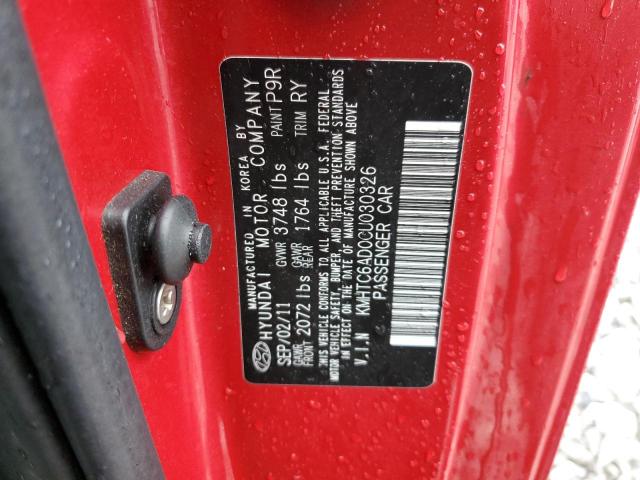 MANUFACTURED IN KOREA BY
HYUNDAI MOTOR COMPANY
SEP/02/11 GVWR 3748 lbs PAINT P9R
GAWR FRONT 2072 lbs GAWR REAR 1764 lbs TRIM RY
THIS VEHICLE CONFORMS TO ALL APPLICABLE U.S.A. FEDERAL
MOTOR VEHICLE SAFETY, BUMPER, AND THEFT PREVENTION STANDARDS
IN EFFECT ON THE DATE OF MANUFACTURE SHOWN ABOVE
V.I.N KMHTC6AD0CU030326
PASSENGER CAR